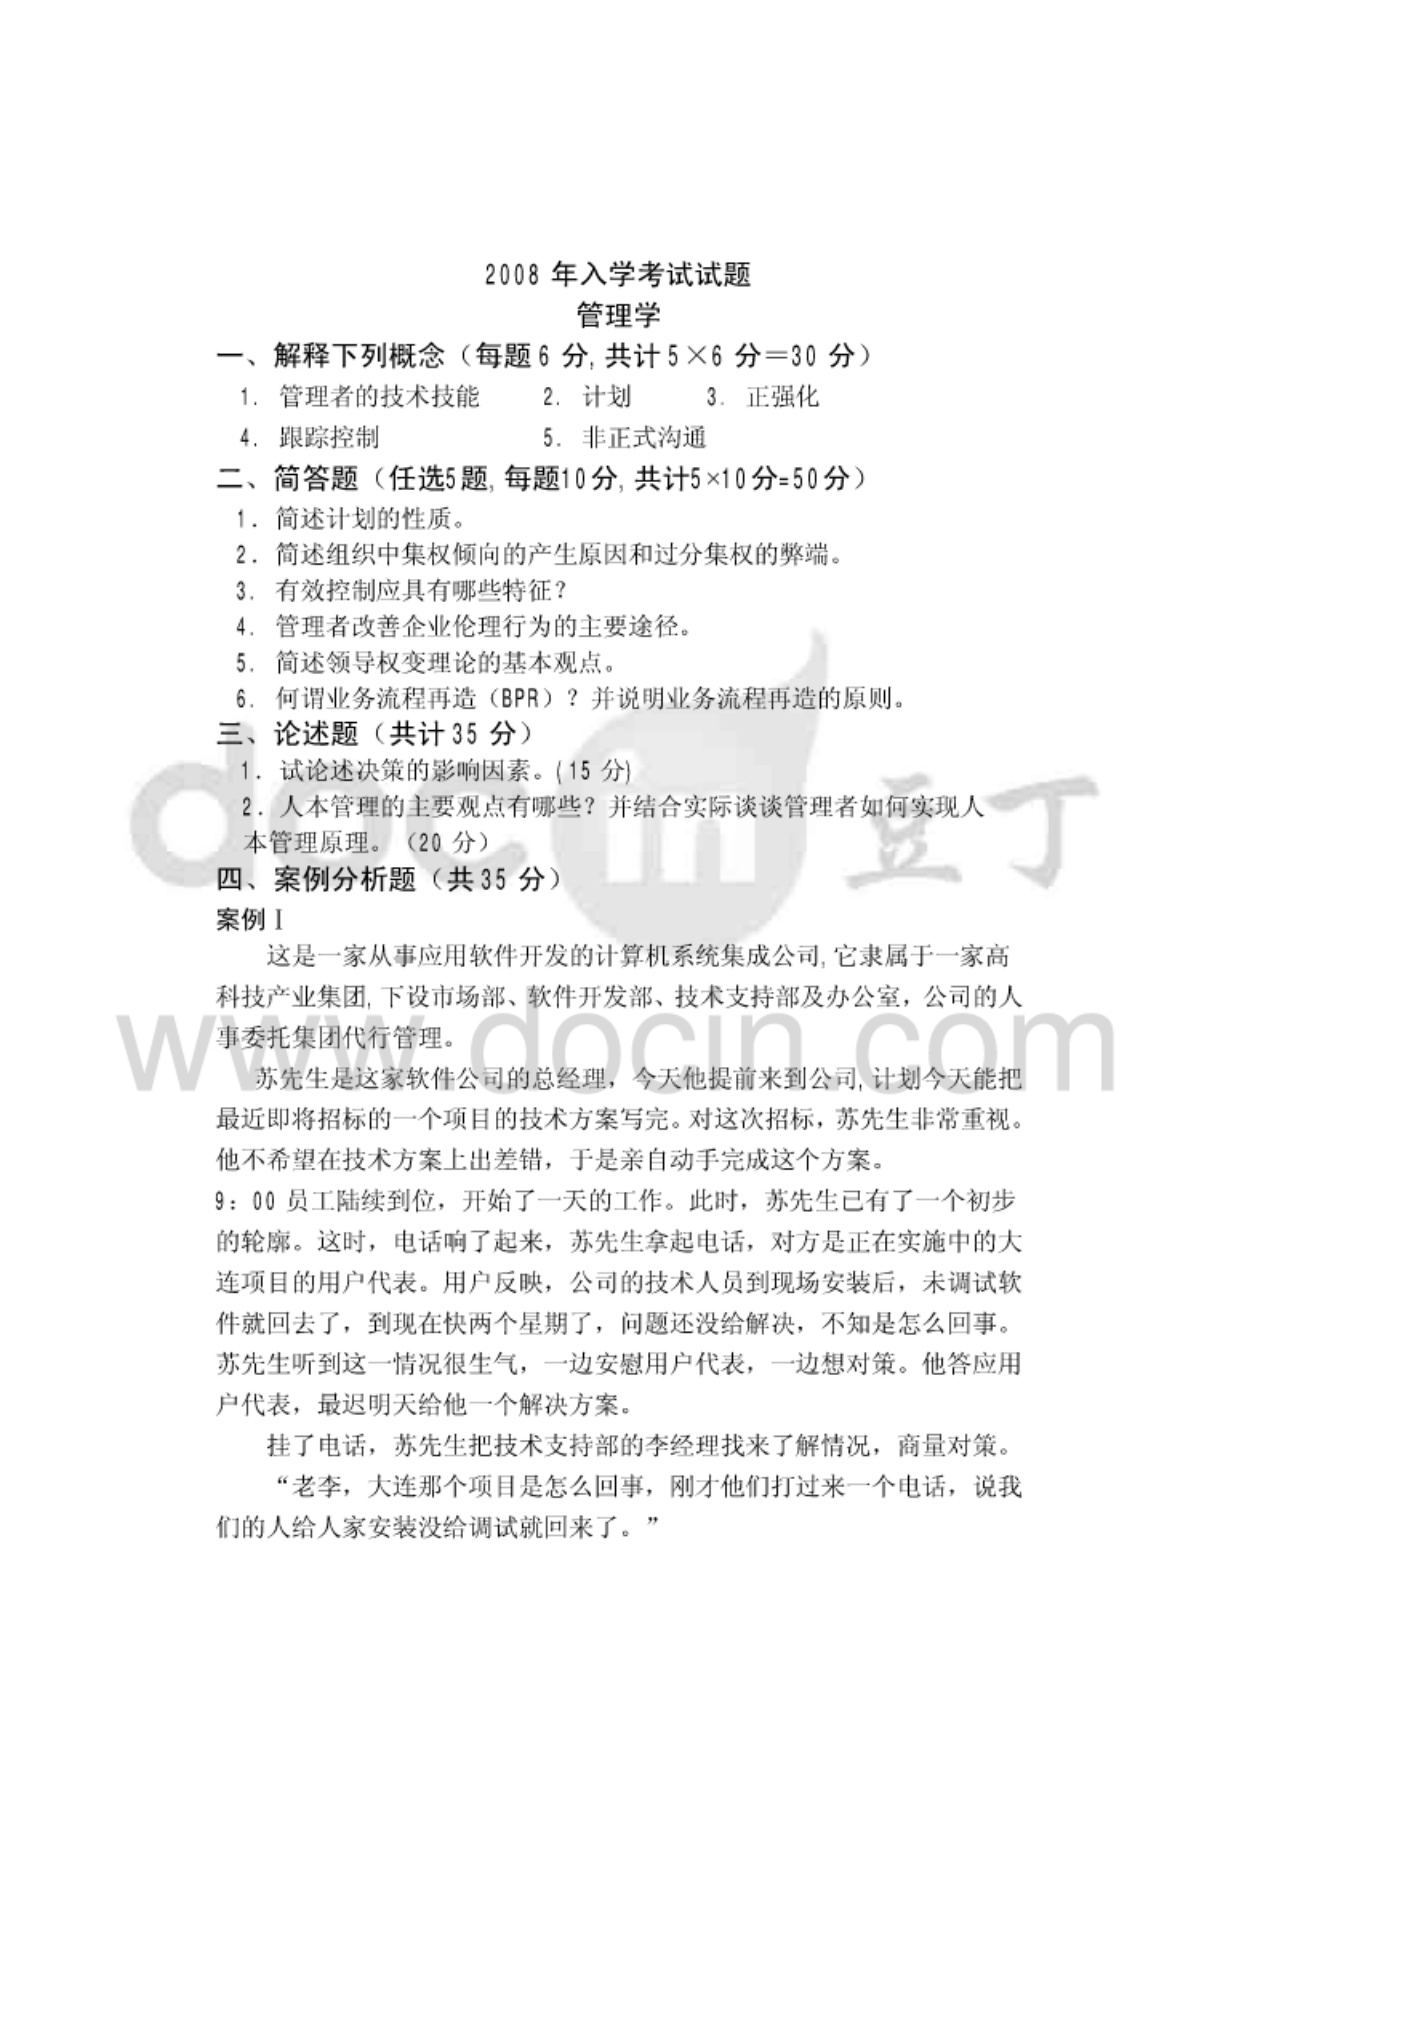 2008 年入学考试试题
管理学
一、解释下列概念（每题 6 分, 共计 5×6 分＝30 分）
1. 管理者的技术技能 2. 计划 3. 正强化
4. 跟踪控制 5. 非正式沟通
二、简答题（任选5题, 每题10分, 共计5×10分=50分）
1. 简述计划的性质。
2. 简述组织中集权倾向的产生原因和过分集权的弊端。
3. 有效控制应具有哪些特征？
4. 管理者改善企业伦理行为的主要途径。
5. 简述领导权变理论的基本观点。
6. 何谓业务流程再造（BPR）？并说明业务流程再造的原则。
三、论述题（共计 35 分）
1. 试论述决策的影响因素。(15 分)
2. 人本管理的主要观点有哪些？并结合实际谈谈管理者如何实现人
本管理原理。（20 分）
四、案例分析题（共 35 分）
案例 I
这是一家从事应用软件开发的计算机系统集成公司, 它隶属于一家高
科技产业集团, 下设市场部、软件开发部、技术支持部及办公室，公司的人
事委托集团代行管理。
苏先生是这家软件公司的总经理，今天他提前来到公司, 计划今天能把
最近即将招标的一个项目的技术方案写完。对这次招标，苏先生非常重视。
他不希望在技术方案上出差错，于是亲自动手完成这个方案。
9：00 员工陆续到位，开始了一天的工作。此时，苏先生已有了一个初步
的轮廓。这时，电话响了起来，苏先生拿起电话，对方是正在实施中的大
连项目的用户代表。用户反映，公司的技术人员到现场安装后，未调试软
件就回去了，到现在快两个星期了，问题还没给解决，不知是怎么回事。
苏先生听到这一情况很生气，一边安慰用户代表，一边想对策。他答应用
户代表，最迟明天给他一个解决方案。
挂了电话，苏先生把技术支持部的李经理找来了解情况，商量对策。
“老李，大连那个项目是怎么回事，刚才他们打过来一个电话，说我
们的人给人家安装没给调试就回来了。”
docin 豆丁
www.docin.com